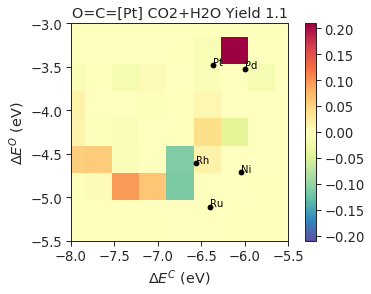 O=C=[Pt] CO2+H2O Yield 1.1
−3.0
−3.5
−4.0
−4.5
−5.0
−5.5
ΔE^O (eV)
Pt
Pd
Rh
Ni
Ru
−8.0 −7.5 −7.0 −6.5 −6.0 −5.5
ΔE^C (eV)
0.20
0.15
0.10
0.05
0.00
−0.05
−0.10
−0.15
−0.20